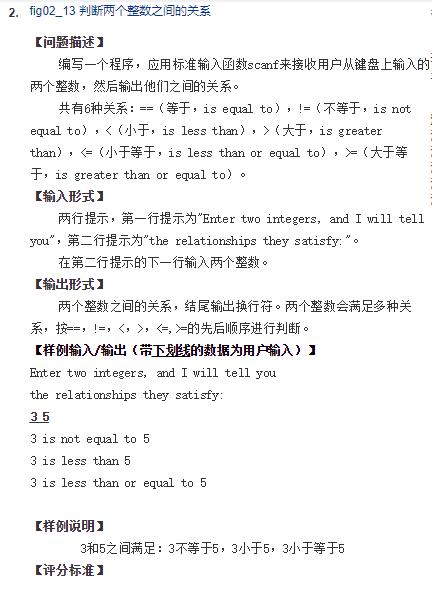 2. fig02_13 判断两个整数之间的关系
【问题描述】
编写一个程序，应用标准输入函数scanf来接收用户从键盘上输入的
两个整数，然后输出他们之间的关系。
共有6种关系：==（等于，is equal to），!=（不等于，is not
equal to），<（小于，is less than），>（大于，is greater
than），<=（小于等于，is less than or equal to），>=（大于等
于，is greater than or equal to）。
【输入形式】
两行提示，第一行提示为"Enter two integers, and I will tell
you"，第二行提示为"the relationships they satisfy:"。
在第二行提示的下一行输入两个整数。
【输出形式】
两个整数之间的关系，结尾输出换行符。两个整数会满足多种关
系，按==，!=，<，>，<=,>=的先后顺序进行判断。
【样例输入/输出（带下划线的数据为用户输入）】
Enter two integers, and I will tell you
the relationships they satisfy:
3 5
3 is not equal to 5
3 is less than 5
3 is less than or equal to 5
【样例说明】
3和5之间满足：3不等于5，3小于5，3小于等于5
【评分标准】